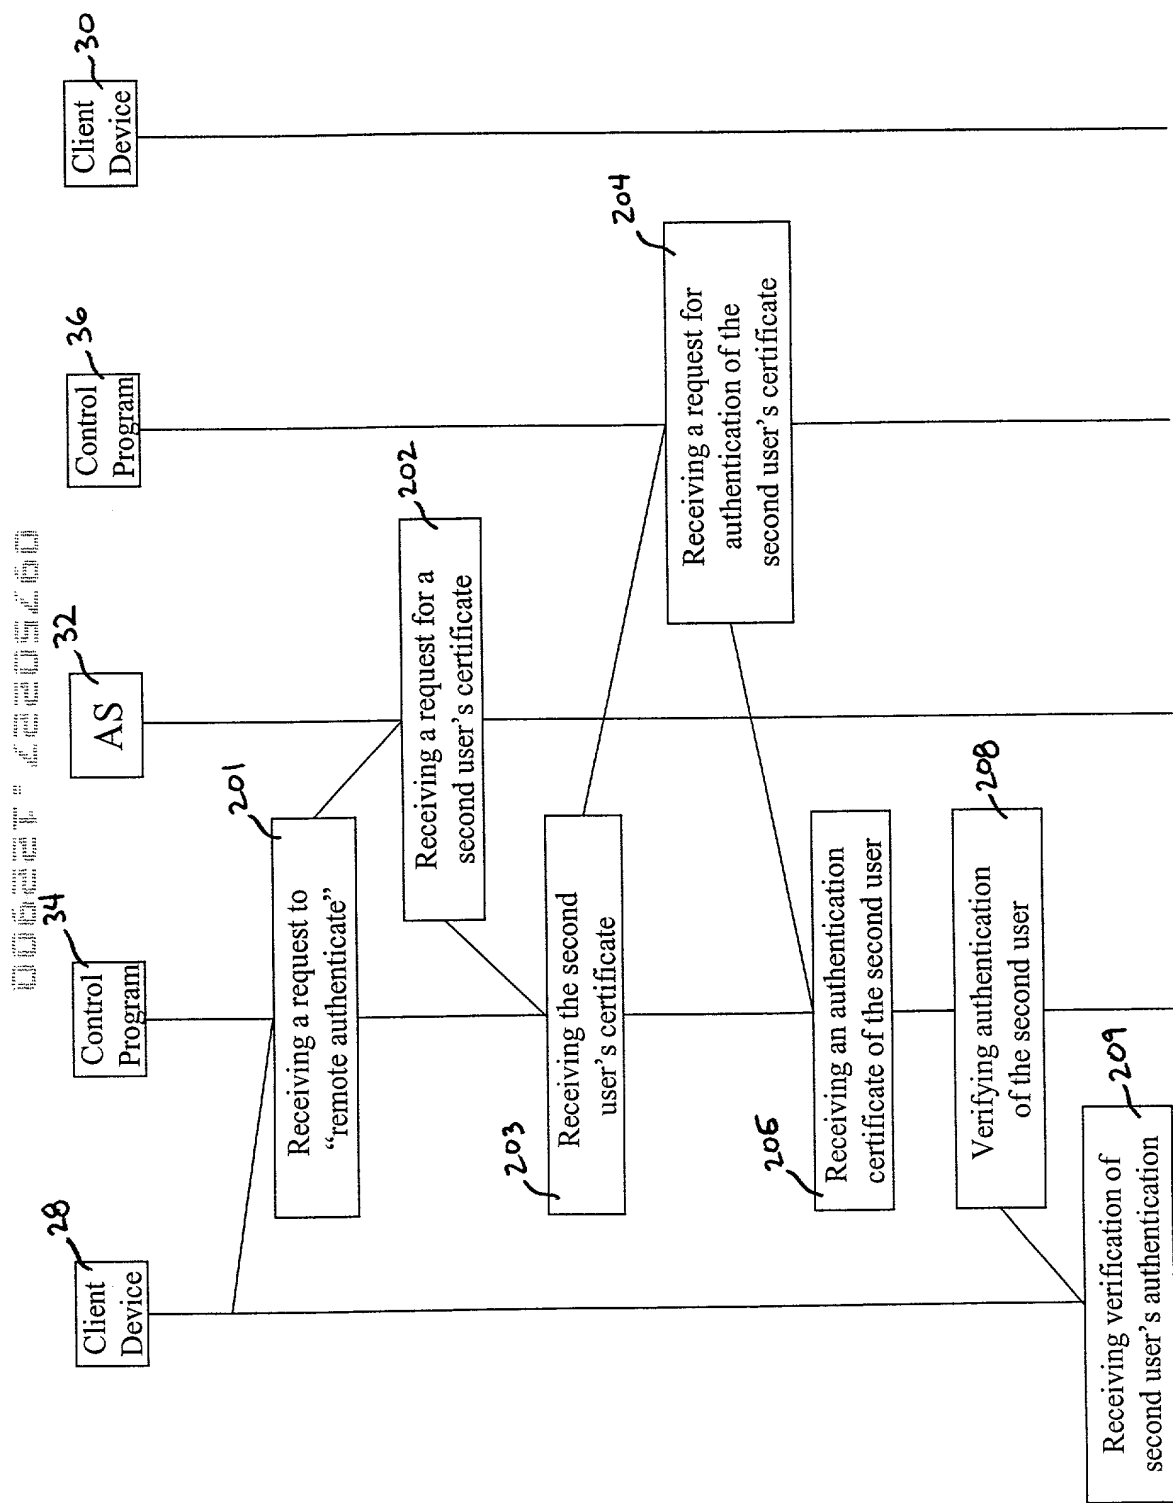 28
Client
Device
34
Control
Program
32
AS
36
Control
Program
30
Client
Device
201
Receiving a request to
“remote authenticate”
202
Receiving a request for a
second user's certificate
203
Receiving the second
user's certificate
204
Receiving a request for
authentication of the
second user's certificate
205
Receiving an authentication
certificate of the second user
208
Verifying authentication
of the second user
209
Receiving verification of
second user's authentication